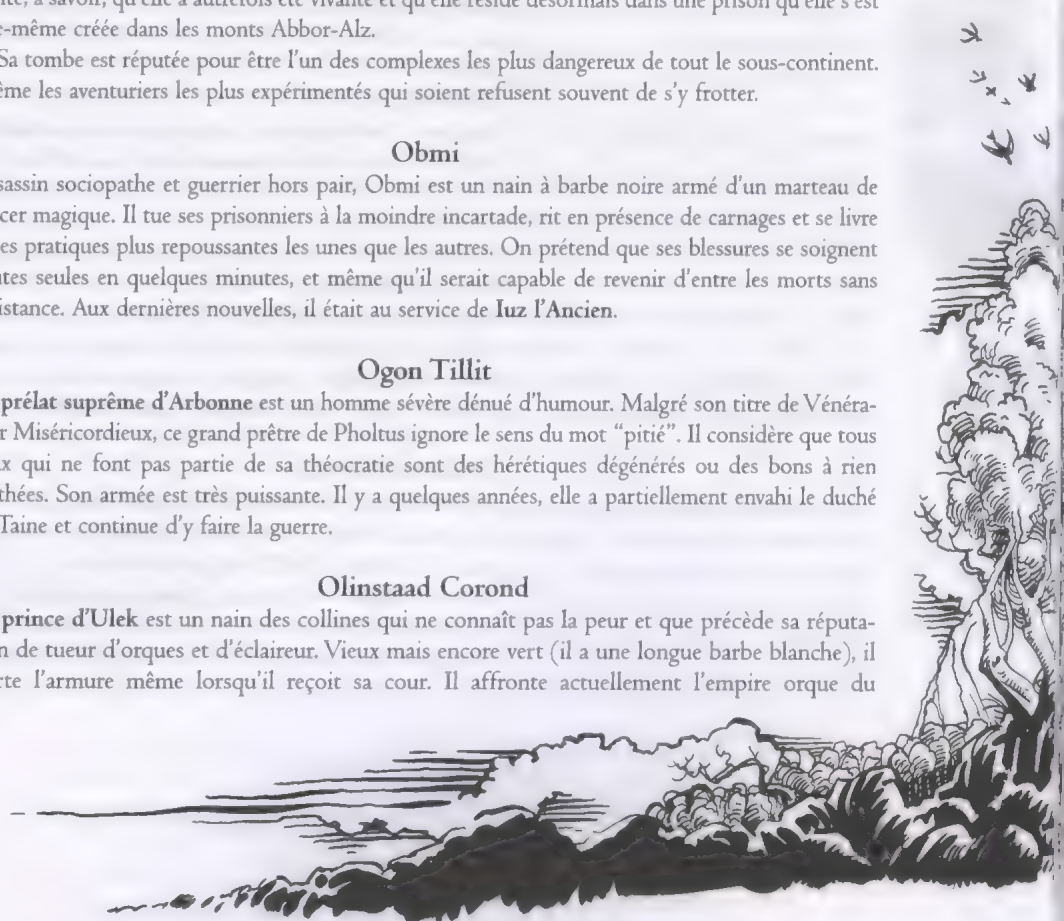 ité, à savoir, qu'elle a autrefois été vivante et qu'elle réside désormais dans une prison qu'elle s'est
e-même créée dans les monts Abbor-Alz.
Sa tombe est réputée pour être l'un des complexes les plus dangereux de tout le sous-continent.
ême les aventuriers les plus expérimentés qui soient refusent souvent de s'y frotter.
Obmi
sassin sociopathe et guerrier hors pair, Obmi est un nain à barbe noire armé d'un marteau de
cer magique. Il tue ses prisonniers à la moindre incartade, rit en présence de carnages et se livre
es pratiques plus repoussantes les unes que les autres. On prétend que ses blessures se soignent
ites seules en quelques minutes, et même qu'il serait capable de revenir d'entre les morts sans
istance. Aux dernières nouvelles, il était au service de Iuz l'Ancien.
Ogon Tillit
prélat suprême d'Arbonne est un homme sévère dénué d'humour. Malgré son titre de Vénéra-
r Miséricordieux, ce grand prêtre de Pholtus ignore le sens du mot "pitié". Il considère que tous
x qui ne font pas partie de sa théocratie sont des hérétiques dégénérés ou des bons à rien
thées. Son armée est très puissante. Il y a quelques années, elle a partiellement envahi le duché
Taine et continue d'y faire la guerre.
Olinstaad Corond
prince d'Ulek est un nain des collines qui ne connaît pas la peur et que précède sa réputa-
n de tueur d'orques et d'éclaireur. Vieux mais encore vert (il a une longue barbe blanche), il
rte l'armure même lorsqu'il reçoit sa cour. Il affronte actuellement l'empire orque du